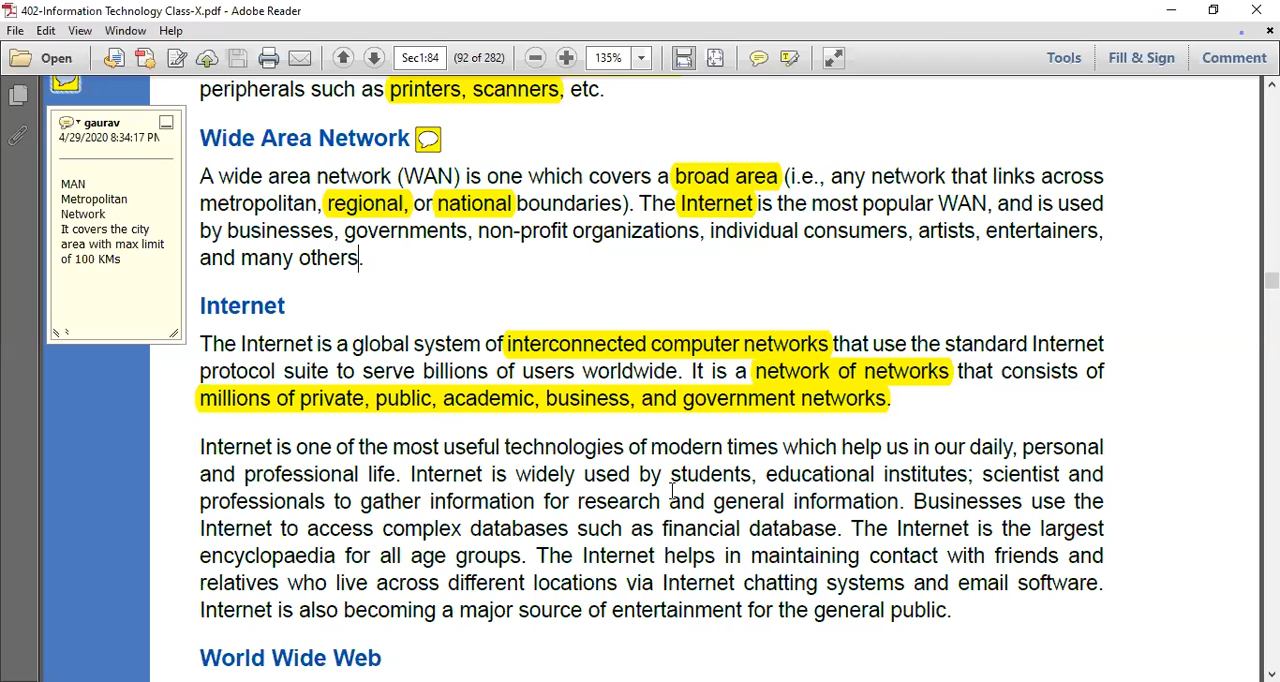 402-Information Technology Class-X.pdf - Adobe Reader
File Edit View Window Help
Open Sec1:84 (92 of 282) 135% Tools Fill & Sign Comment
peripherals such as printers, scanners, etc.
gaurav
4/29/2020 8:34:17 PM
MAN
Metropolitan
Network
It covers the city
area with max limit
of 100 KMs
Wide Area Network
A wide area network (WAN) is one which covers a broad area (i.e., any network that links across
metropolitan, regional, or national boundaries). The Internet is the most popular WAN, and is used
by businesses, governments, non-profit organizations, individual consumers, artists, entertainers,
and many others.
Internet
The Internet is a global system of interconnected computer networks that use the standard Internet
protocol suite to serve billions of users worldwide. It is a network of networks that consists of
millions of private, public, academic, business, and government networks.
Internet is one of the most useful technologies of modern times which help us in our daily, personal
and professional life. Internet is widely used by students, educational institutes; scientist and
professionals to gather information for research and general information. Businesses use the
Internet to access complex databases such as financial database. The Internet is the largest
encyclopaedia for all age groups. The Internet helps in maintaining contact with friends and
relatives who live across different locations via Internet chatting systems and email software.
Internet is also becoming a major source of entertainment for the general public.
World Wide Web